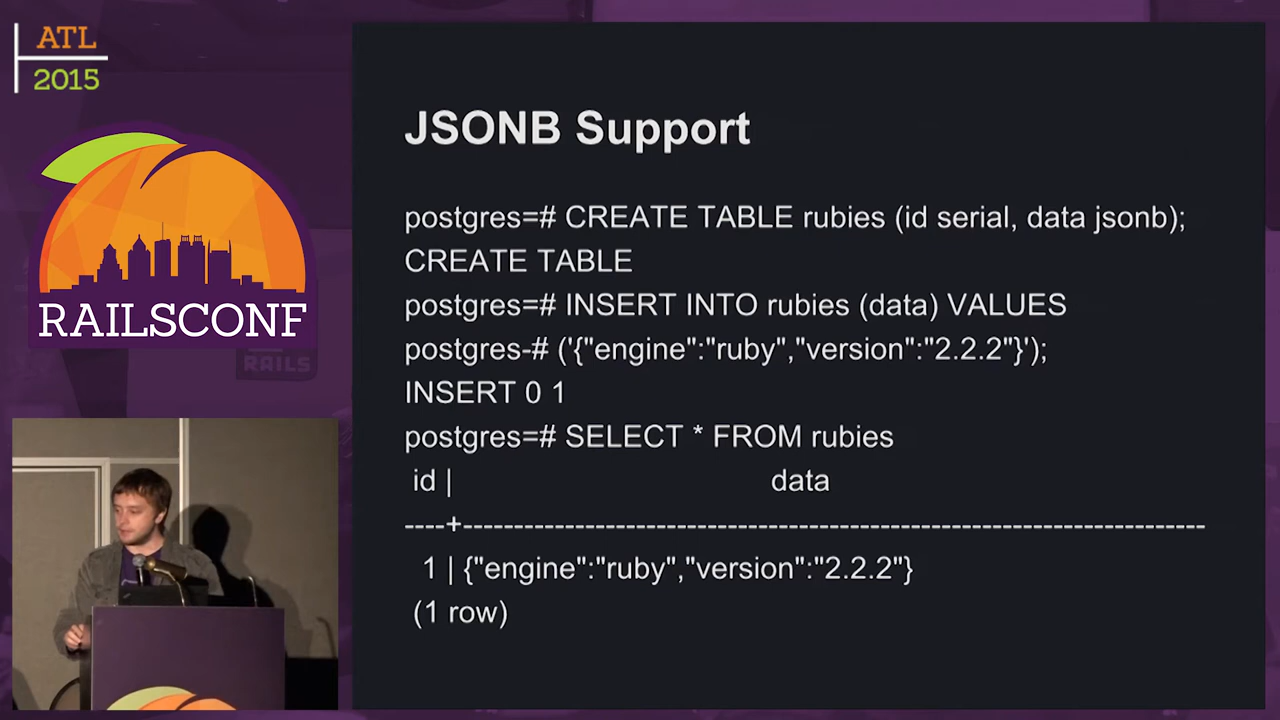 ATL
2015
RAILSCONF
RAILS
JSONB Support
postgres=# CREATE TABLE rubies (id serial, data jsonb);
CREATE TABLE
postgres=# INSERT INTO rubies (data) VALUES
postgres-# ('{"engine":"ruby","version":"2.2.2"}');
INSERT 0 1
postgres=# SELECT * FROM rubies
id | data
----+--------------------------------------------------------------------------
1 | {"engine":"ruby","version":"2.2.2"}
(1 row)